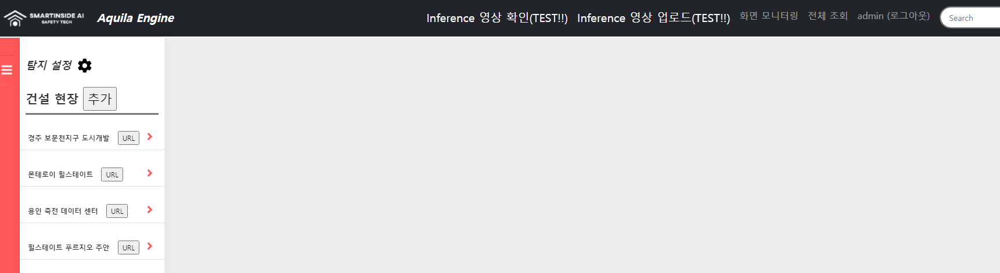 SMARTINSIDE AI
SAFETY TECH
Aquila Engine
Inference 영상 확인(TEST!!) Inference 영상 업로드(TEST!!) 화면 모니터링 전체 조회 admin (로그아웃) Search
탐지 설정
건설 현장 추가
경주 보문천지구 도시개발 URL
몬테로이 힐스테이트 URL
용인 죽전 데이터 센터 URL
힐스테이트 푸르지오 주안 URL